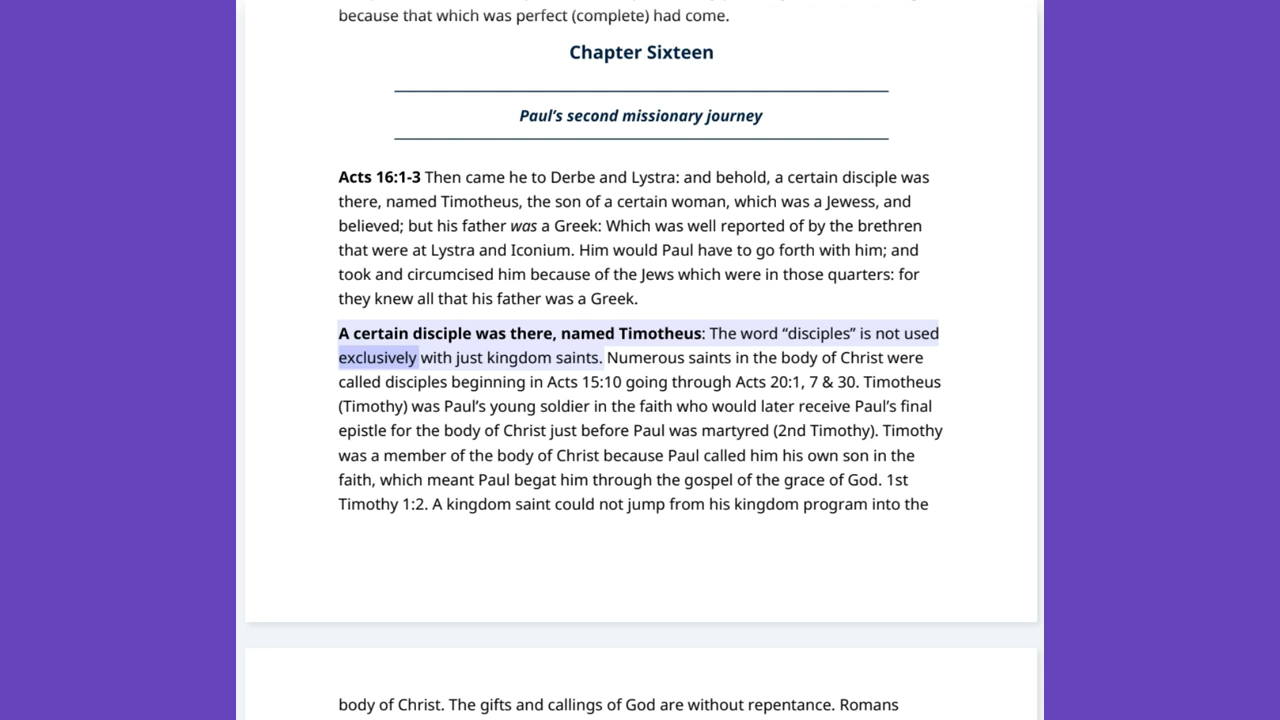 because that which was perfect (complete) had come.
Chapter Sixteen
Paul’s second missionary journey
Acts 16:1-3 Then came he to Derbe and Lystra: and behold, a certain disciple was
there, named Timotheus, the son of a certain woman, which was a Jewess, and
believed; but his father was a Greek: Which was well reported of by the brethren
that were at Lystra and Iconium. Him would Paul have to go forth with him; and
took and circumcised him because of the Jews which were in those quarters: for
they knew all that his father was a Greek.
A certain disciple was there, named Timotheus: The word “disciples” is not used
exclusively with just kingdom saints. Numerous saints in the body of Christ were
called disciples beginning in Acts 15:10 going through Acts 20:1, 7 & 30. Timotheus
(Timothy) was Paul’s young soldier in the faith who would later receive Paul’s final
epistle for the body of Christ just before Paul was martyred (2nd Timothy). Timothy
was a member of the body of Christ because Paul called him his own son in the
faith, which meant Paul begat him through the gospel of the grace of God. 1st
Timothy 1:2. A kingdom saint could not jump from his kingdom program into the
body of Christ. The gifts and callings of God are without repentance. Romans